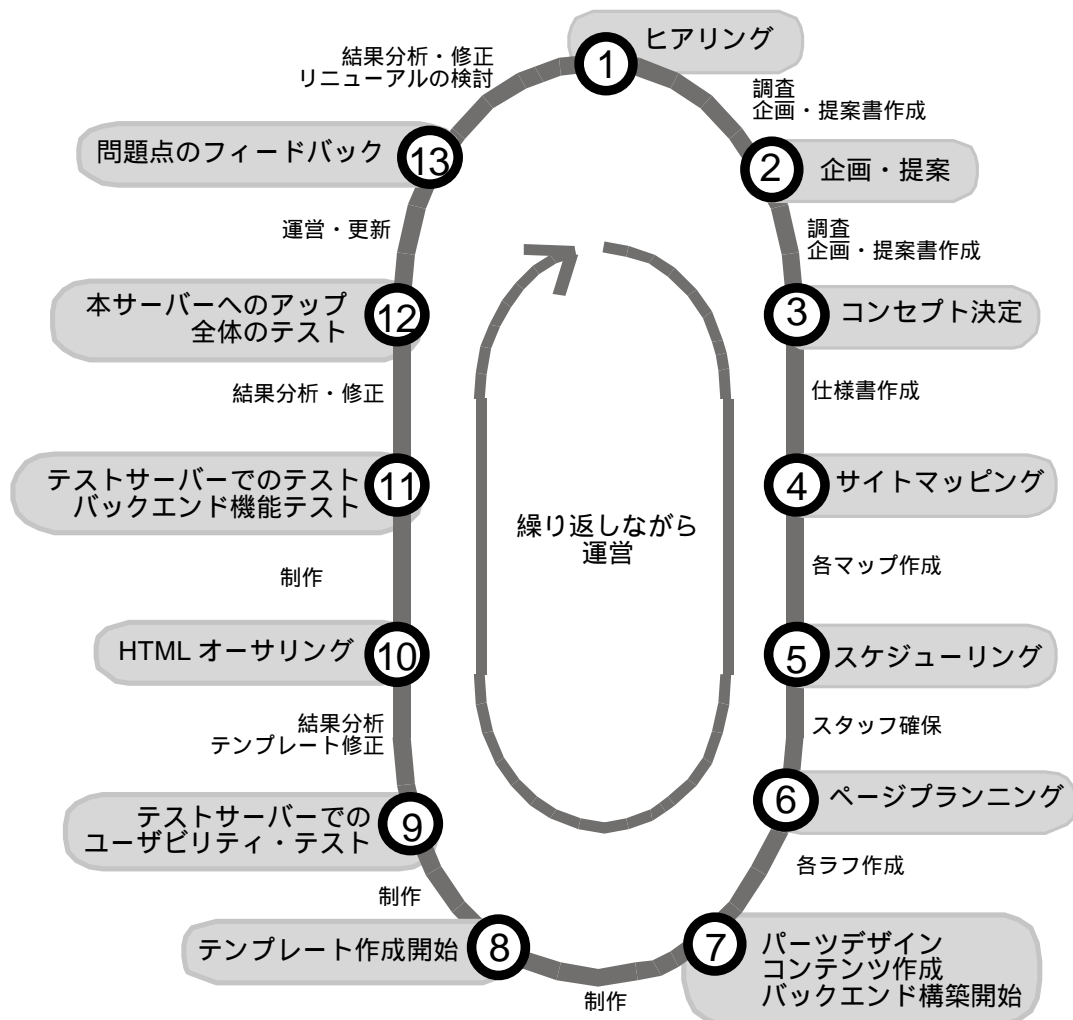 1
ヒアリング
調査
企画・提案書作成
2
企画・提案
調査
企画・提案書作成
3
コンセプト決定
仕様書作成
4
サイトマッピング
各マップ作成
5
スケジューリング
スタッフ確保
6
ページプランニング
各ラフ作成
7
パーツデザイン
コンテンツ作成
バックエンド構築開始
制作
8
テンプレート作成開始
制作
9
テストサーバーでの
ユーザビリティ・テスト
結果分析
テンプレート修正
10
HTML オーサリング
制作
11
テストサーバーでのテスト
バックエンド機能テスト
結果分析・修正
12
本サーバーへのアップ
全体のテスト
運営・更新
13
問題点のフィードバック
結果分析・修正
リニューアルの検討
繰り返しながら
運営